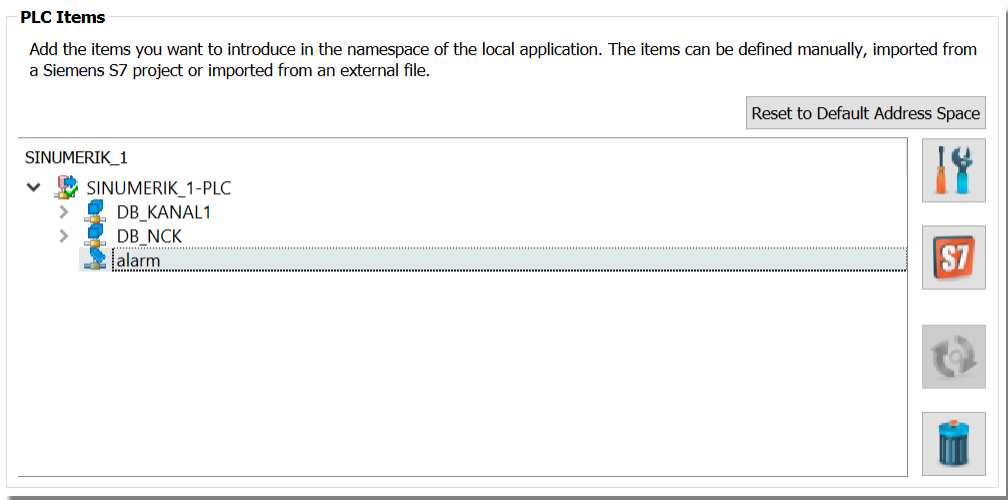 PLC Items
Add the items you want to introduce in the namespace of the local application. The items can be defined manually, imported from
a Siemens S7 project or imported from an external file.
Reset to Default Address Space
SINUMERIK_1
SINUMERIK_1-PLC
DB_KANAL1
DB_NCK
alarm
S7